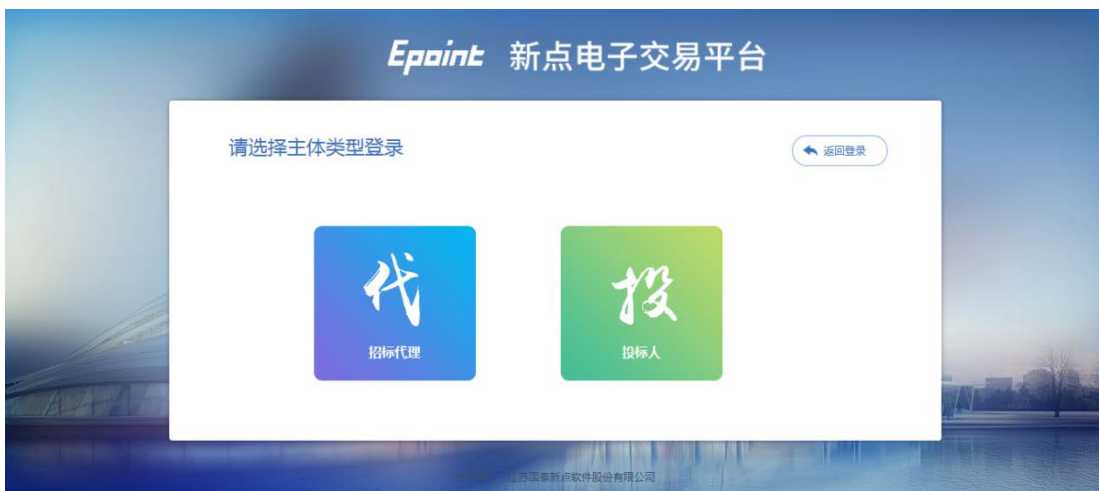 Epoint 新点电子交易平台
请选择主体类型登录
返回登录
代
招标代理
投
投标人
江苏国泰新点软件股份有限公司